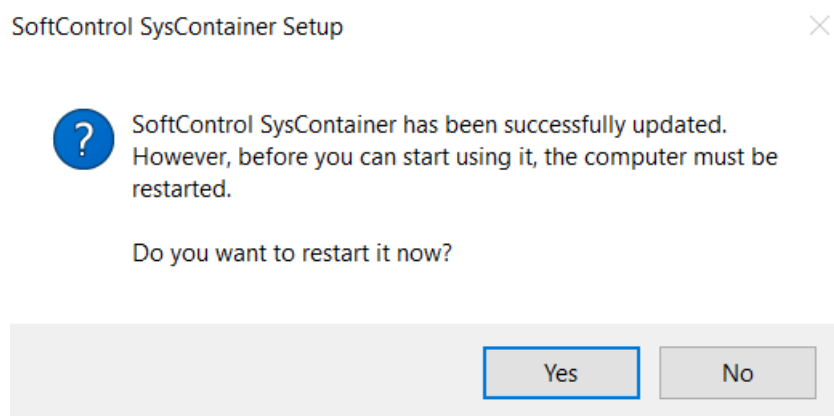 SoftControl SysContainer Setup
SoftControl SysContainer has been successfully updated.
However, before you can start using it, the computer must be
restarted.
Do you want to restart it now?
Yes
No